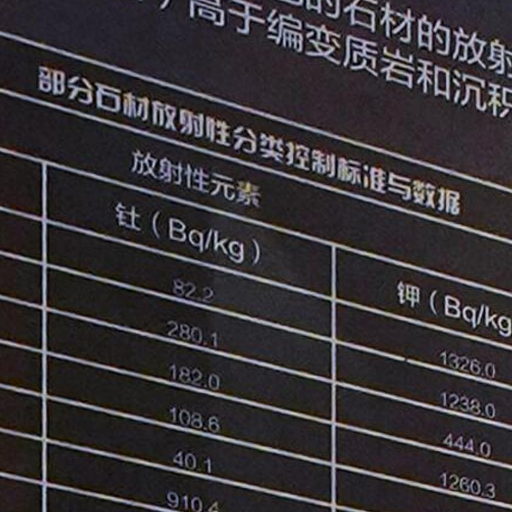 的石材的放射
高于编变质岩和沉积
部分石材放射性分类控制标准与数据
放射性元素
钍（Bq/kg） 钾（Bq/kg
82.2 1326.0
280.1 1238.0
182.0 444.0
108.6 1260.3
40.1
910.4